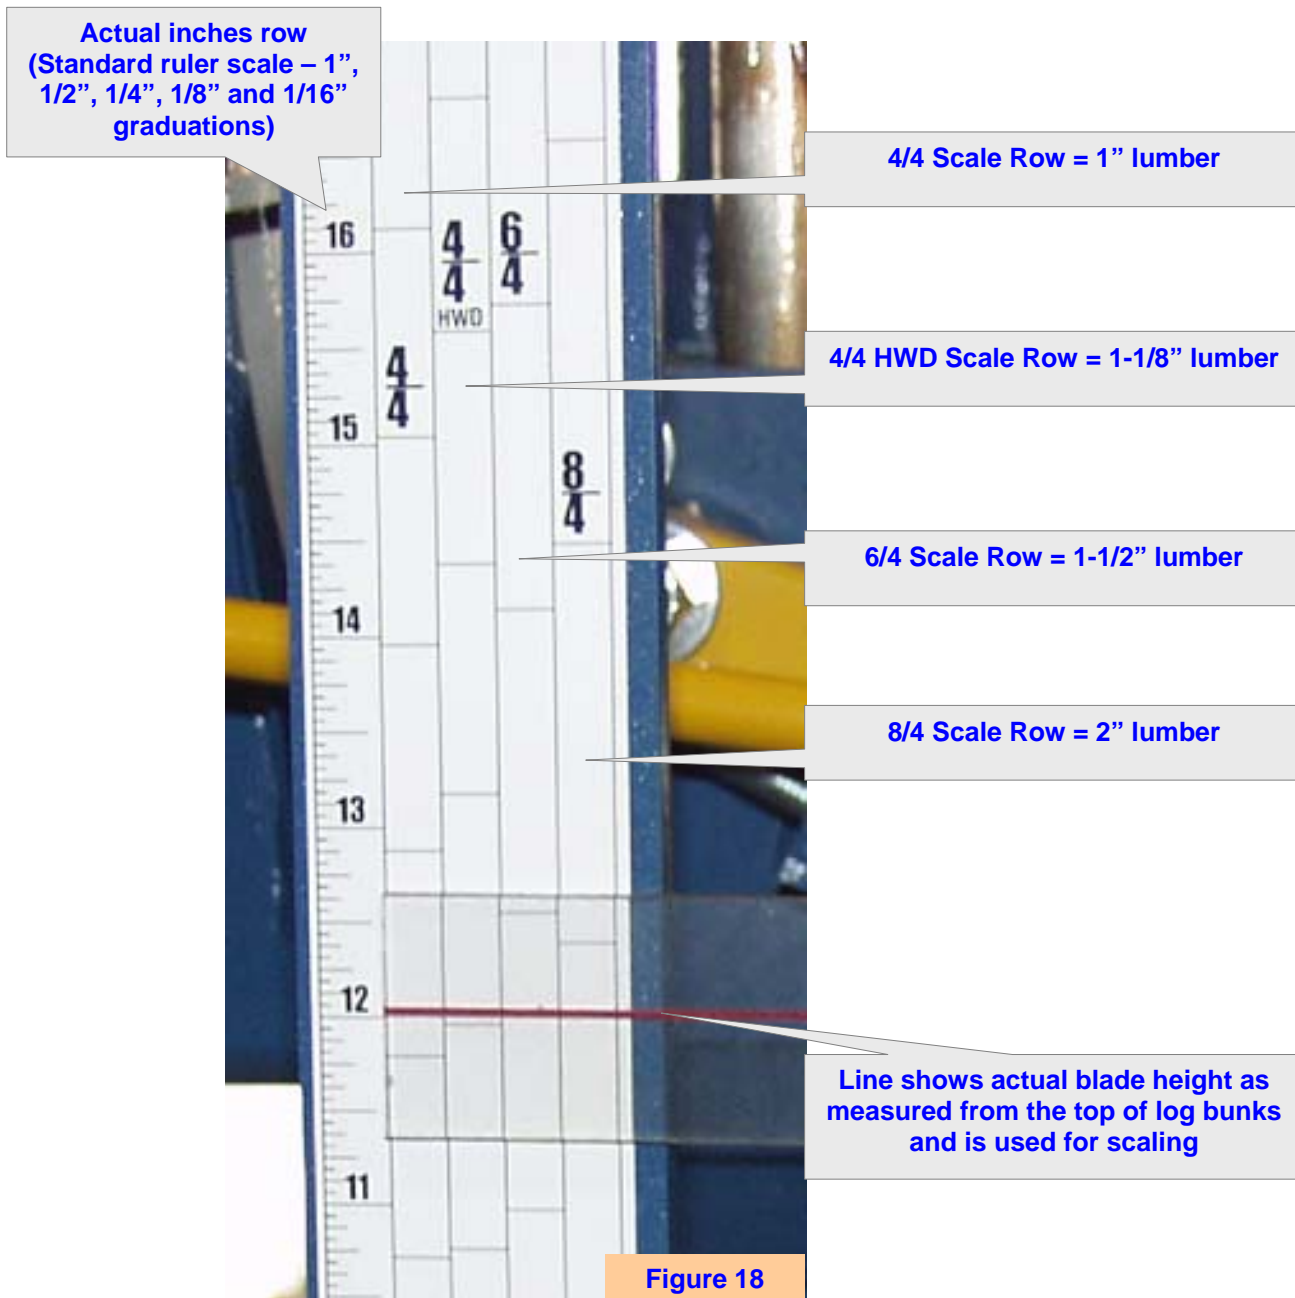 Actual inches row
(Standard ruler scale – 1”,
1/2”, 1/4”, 1/8” and 1/16”
graduations)
4/4 Scale Row = 1” lumber
16
4
4
HWD
6
4
4/4 HWD Scale Row = 1-1/8” lumber
4
4
15
8
4
6/4 Scale Row = 1-1/2” lumber
14
8/4 Scale Row = 2” lumber
13
12
Line shows actual blade height as
measured from the top of log bunks
and is used for scaling
11
Figure 18